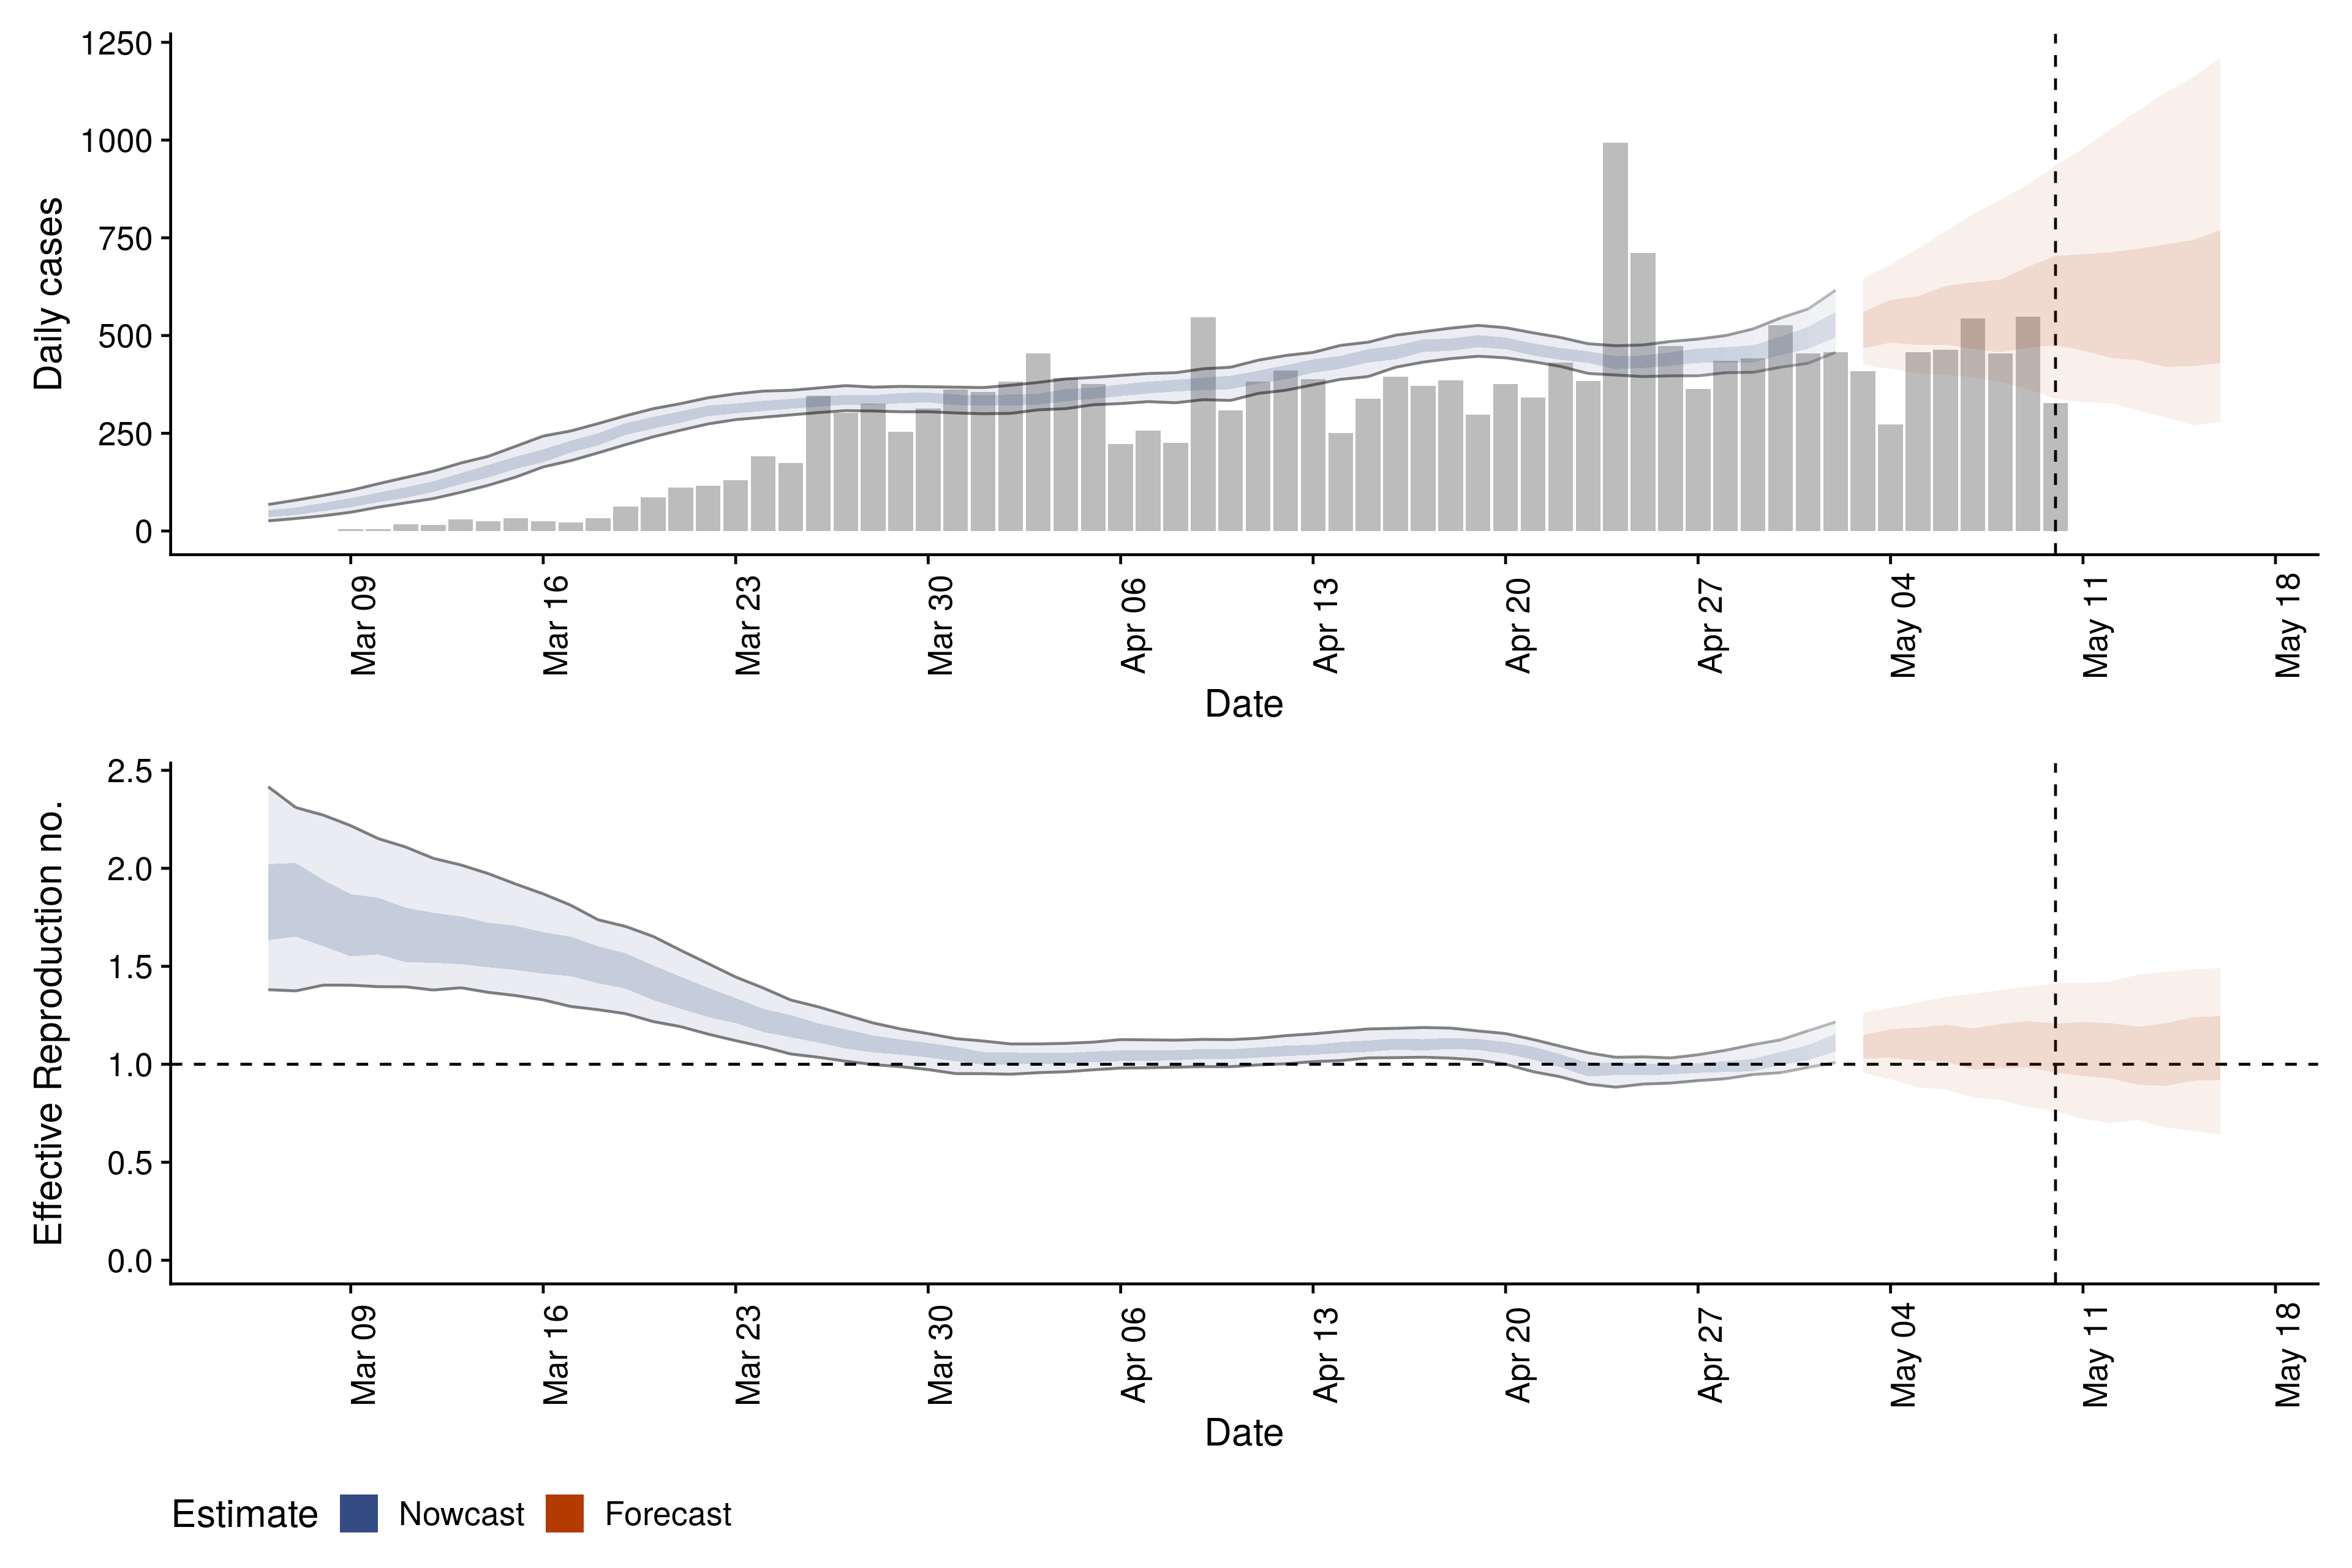 1250
1000
750
500
250
0
Daily cases
Mar 09
Mar 16
Mar 23
Mar 30
Apr 06
Apr 13
Apr 20
Apr 27
May 04
May 11
May 18
Date
2.5
2.0
1.5
1.0
0.5
0.0
Effective Reproduction no.
Mar 09
Mar 16
Mar 23
Mar 30
Apr 06
Apr 13
Apr 20
Apr 27
May 04
May 11
May 18
Date
Estimate Nowcast Forecast